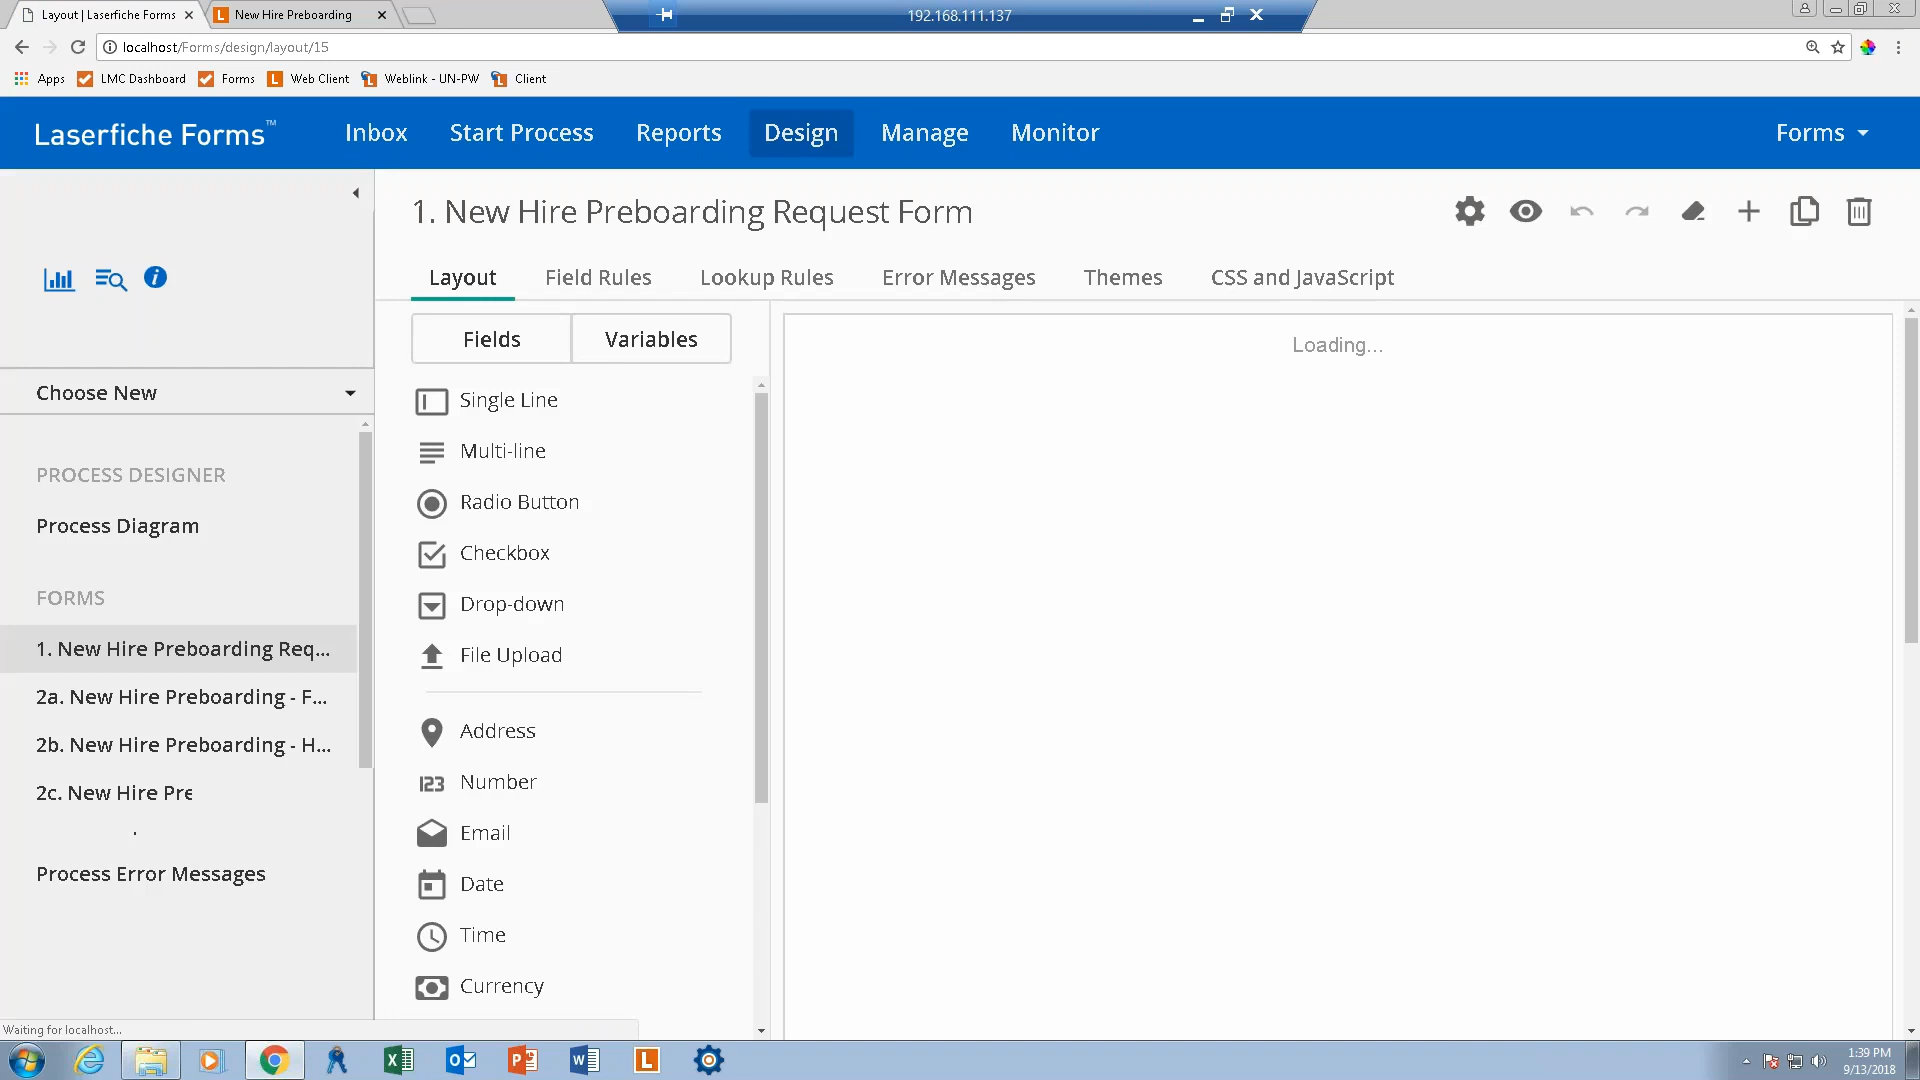 Layout | Laserfiche Forms
New Hire Preboarding
192.168.111.137
localhost/Forms/design/layout/15
Apps
LMC Dashboard
Forms
Web Client
Weblink - UN-PW
Client
Laserfiche Forms™
Inbox
Start Process
Reports
Design
Manage
Monitor
Forms
1. New Hire Preboarding Request Form
Layout
Field Rules
Lookup Rules
Error Messages
Themes
CSS and JavaScript
Choose New
PROCESS DESIGNER
Process Diagram
FORMS
1. New Hire Preboarding Req...
2a. New Hire Preboarding - F...
2b. New Hire Preboarding - H...
2c. New Hire Pre
Process Error Messages
Fields
Variables
Single Line
Multi-line
Radio Button
Checkbox
Drop-down
File Upload
Address
123 Number
Email
Date
Time
Currency
Loading...
Waiting for localhost...
1:39 PM
9/13/2018